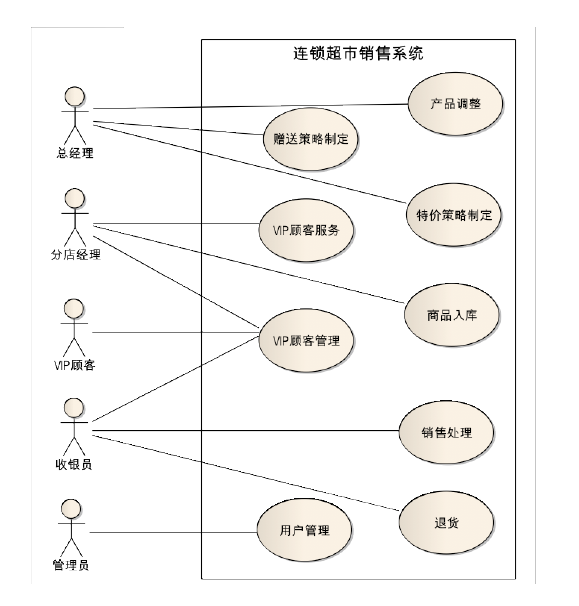 连锁超市销售系统
产品调整
赠送策略制定
总经理
特价策略制定
VIP顾客服务
分店经理
商品入库
VIP顾客管理
VIP顾客
销售处理
收银员
退货
用户管理
管理员